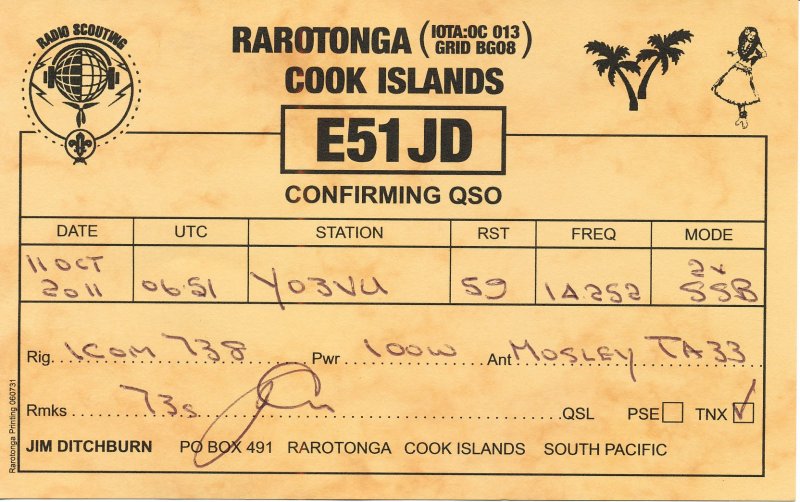 RADIO SCOUTING
RAROTONGA (IOTA:OC 013 GRID BG08)
COOK ISLANDS
E51JD
CONFIRMING QSO
DATE UTC STATION RST FREQ MODE
11 OCT 2011 06:51 YO3VU 59 14.252 2x SSB
Rig. ICOM 738 Pwr 100W Ant MOSLEY TA33
Rmks 73s QSL PSE TNX
JIM DITCHBURN PO BOX 491 RAROTONGA COOK ISLANDS SOUTH PACIFIC
Rarotonga Printing 060731